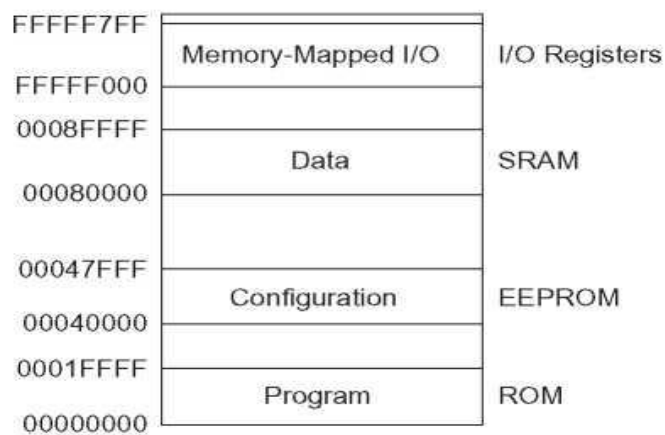 FFFFF7FF
Memory-Mapped I/O I/O Registers
FFFFF000
0008FFFF
Data SRAM
00080000
00047FFF
Configuration EEPROM
00040000
0001FFFF
Program ROM
00000000